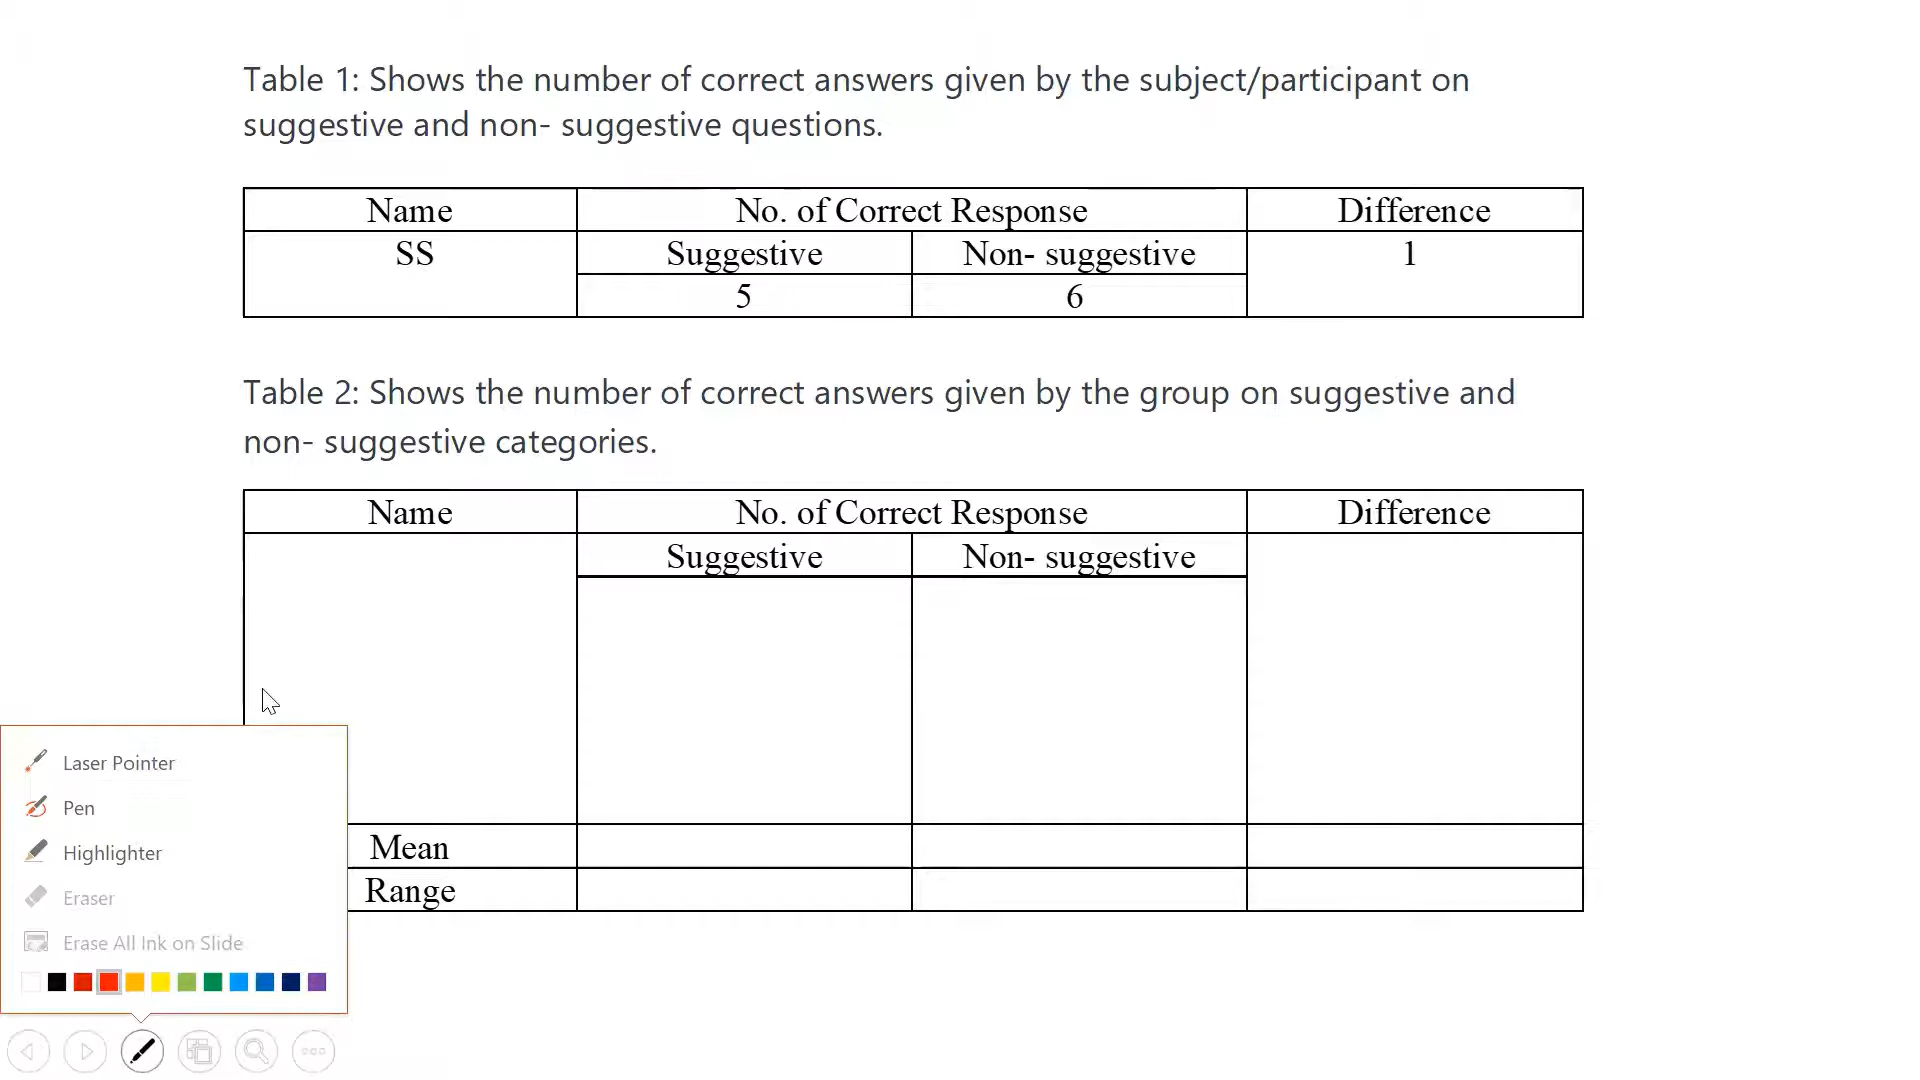 Table 1: Shows the number of correct answers given by the subject/participant on
suggestive and non- suggestive questions.
Name No. of Correct Response Difference
SS Suggestive Non- suggestive 1
5 6
Table 2: Shows the number of correct answers given by the group on suggestive and
non- suggestive categories.
Name No. of Correct Response Difference
Suggestive Non- suggestive
Mean
Range
Laser Pointer
Pen
Highlighter
Eraser
Erase All Ink on Slide